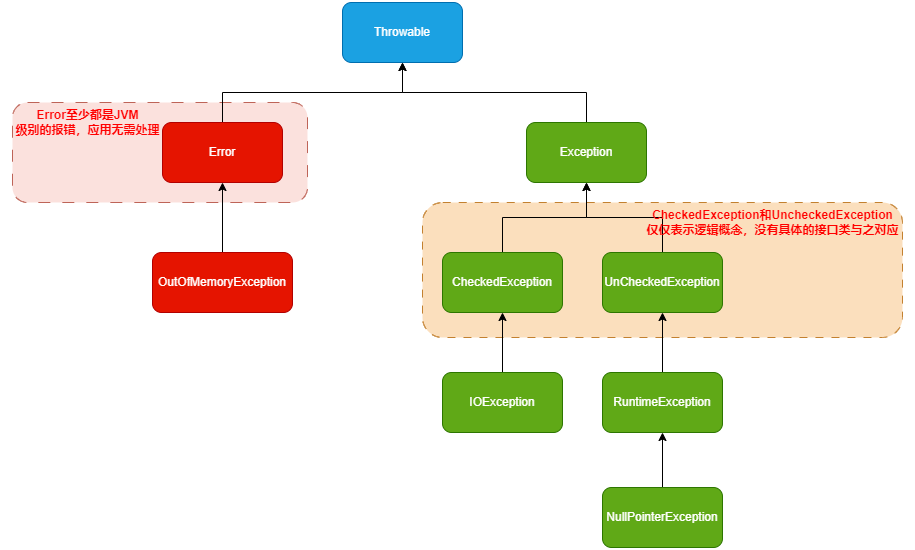 Throwable
Error至少都是JVM
级别的报错，应用无需处理
Error
Exception
CheckedException和UncheckedException
仅仅表示逻辑概念，没有具体的接口类与之对应
OutOfMemoryException
CheckedException
UnCheckedException
IOException
RuntimeException
NullPointerException